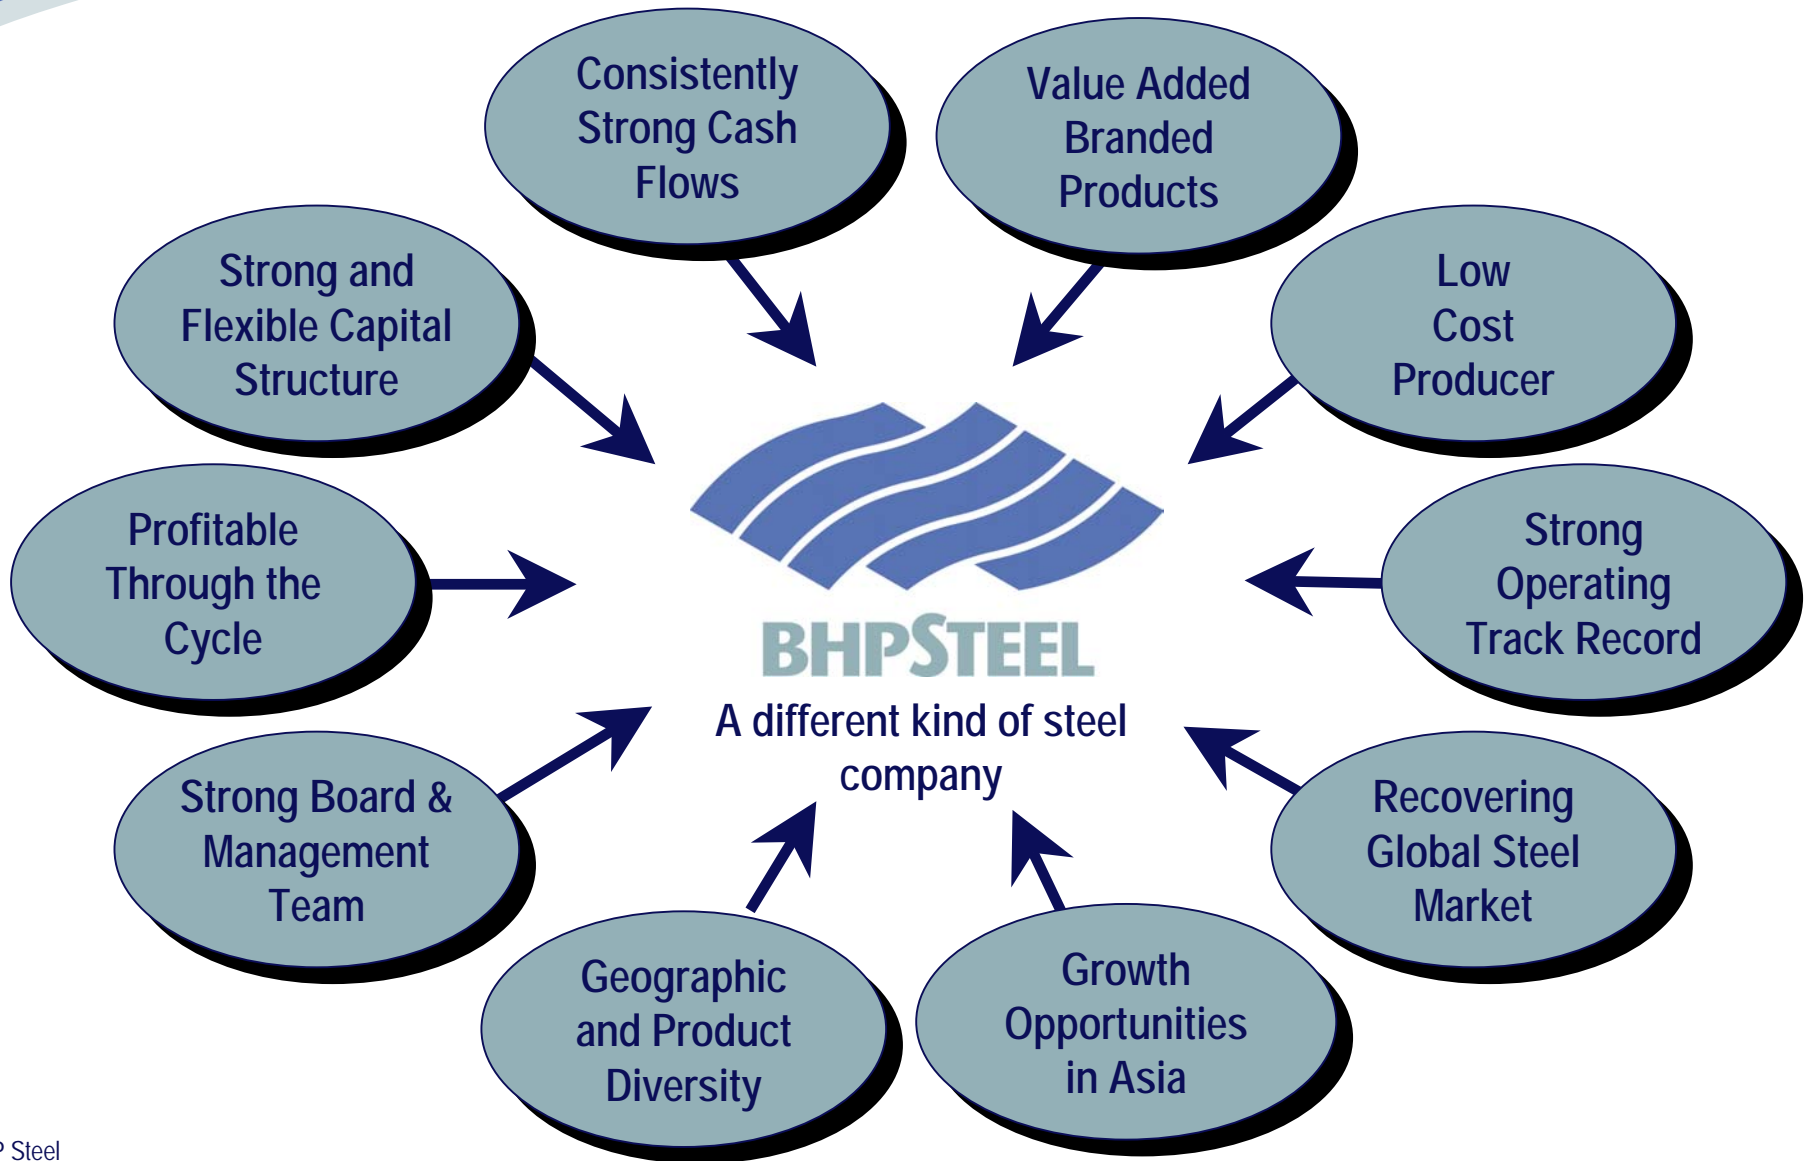 Consistently
Strong Cash
Flows
Value Added
Branded
Products
Strong and
Flexible Capital
Structure
Low
Cost
Producer
Profitable
Through the
Cycle
Strong
Operating
Track Record
BHPSTEEL
A different kind of steel
company
Strong Board &
Management
Team
Recovering
Global Steel
Market
Geographic
and Product
Diversity
Growth
Opportunities
in Asia
P Steel